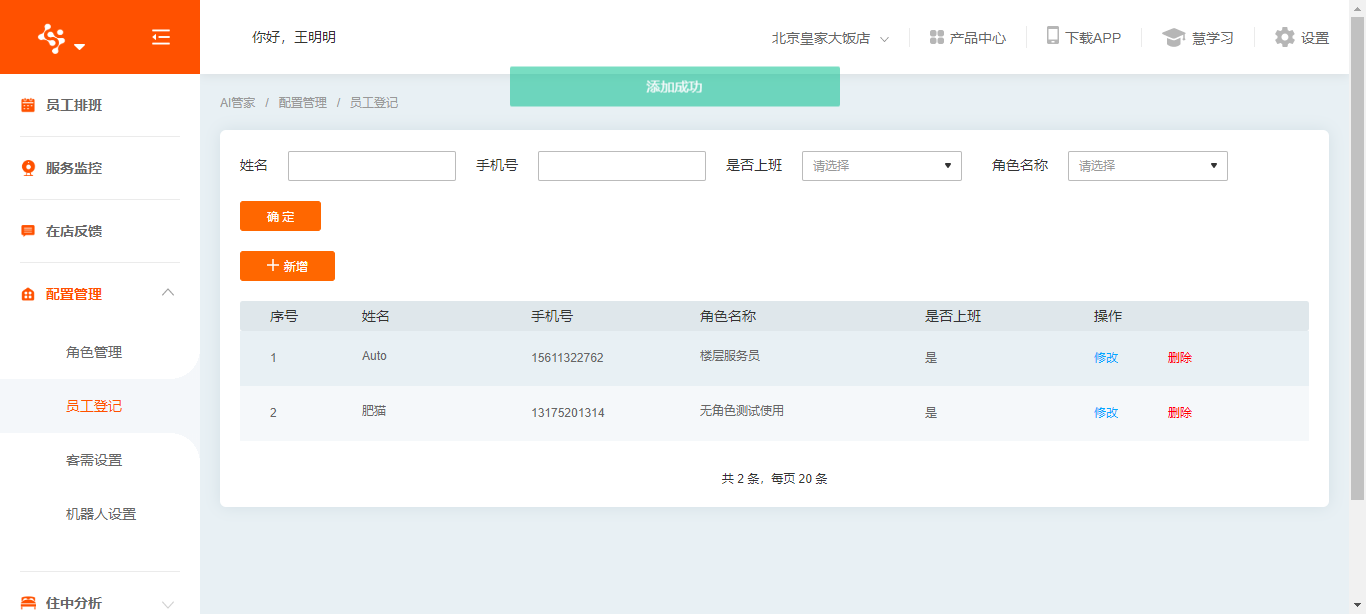 你好，王明明
北京皇家大饭店 产品中心 下载APP 慧学习 设置
添加成功
员工排班
服务监控
在店反馈
配置管理
角色管理
员工登记
客需设置
机器人设置
住中分析
AI管家 / 配置管理 / 员工登记
姓名 手机号 是否上班 请选择 角色名称 请选择
确 定
新增
序号 姓名 手机号 角色名称 是否上班 操作
1 Auto 15611322762 楼层服务员 是 修改 删除
2 肥猫 13175201314 无角色测试使用 是 修改 删除
共 2 条，每页 20 条